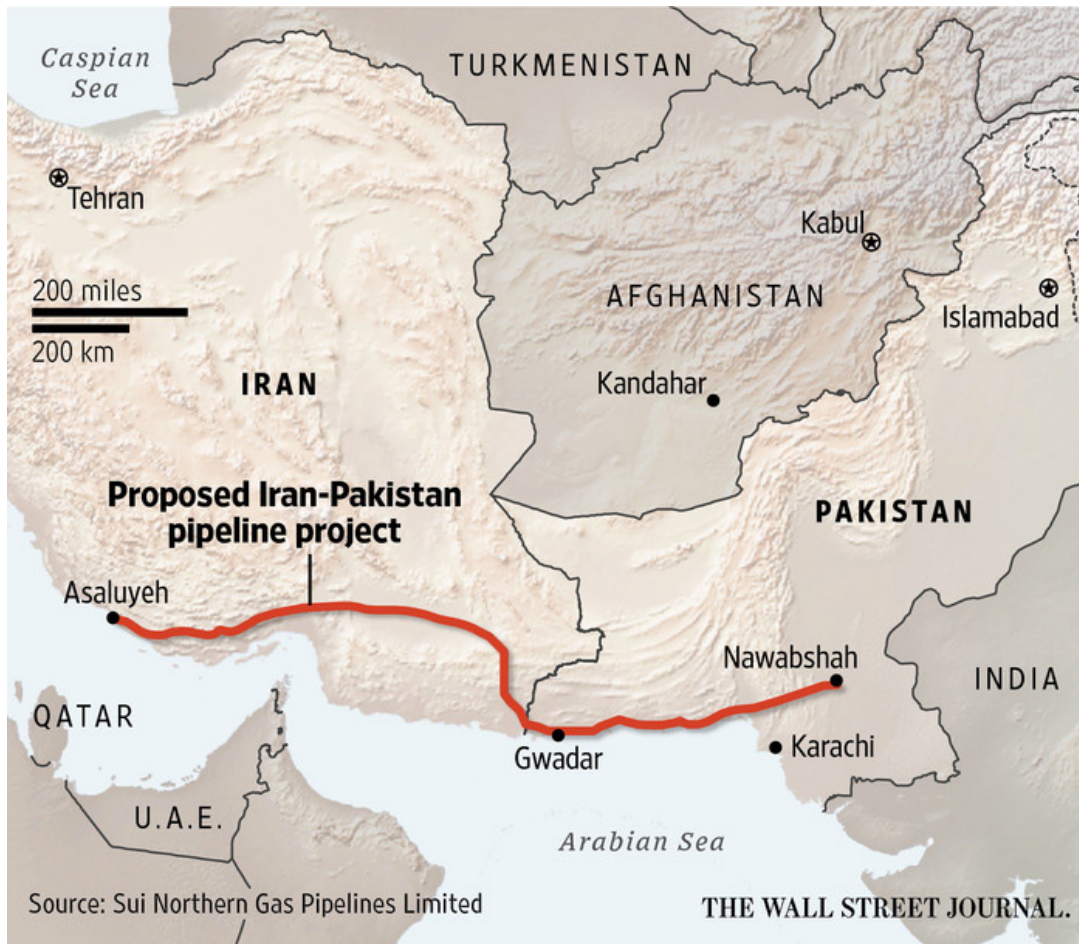 Caspian
Sea
TURKMENISTAN
Tehran
Kabul
200 miles
200 km
AFGHANISTAN
Islamabad
IRAN
Kandahar
Proposed Iran-Pakistan
pipeline project
PAKISTAN
Asaluyeh
Nawabshah
INDIA
QATAR
Gwadar
Karachi
U.A.E.
Arabian Sea
Source: Sui Northern Gas Pipelines Limited
THE WALL STREET JOURNAL.